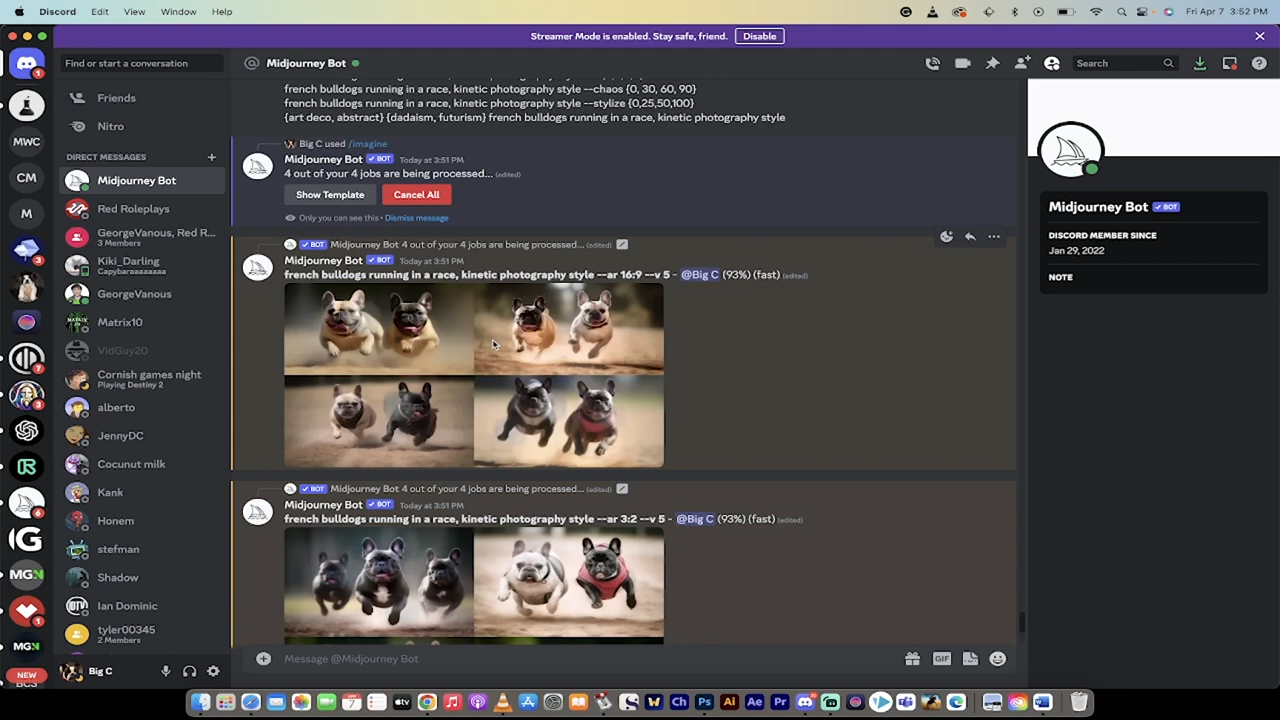 Discord File Edit View Window Help
Fri Apr 7 3:52 PM
Streamer Mode is enabled. Stay safe, friend. Disable
Find or start a conversation
Midjourney Bot
Search
Friends
Nitro
DIRECT MESSAGES
Midjourney Bot
Red Roleplays
GeorgeVanous, Red R...
3 Members
Kiki_Darling
Capybaraaaaaaa
GeorgeVanous
Matrix10
VidGuy20
Cornish games night
Playing Destiny 2
alberto
JennyDC
Cocunut milk
Kank
Honem
stefman
Shadow
Ian Dominic
tyler00345
2 Members
Big C
MWC
CM
M
MGN
MGN
NEW
french bulldogs running in a race, kinetic photography style --chaos {0, 30, 60, 90}
french bulldogs running in a race, kinetic photography style --stylize {0,25,50,100}
{art deco, abstract} {dadaism, futurism} french bulldogs running in a race, kinetic photography style
Big C used /imagine
Midjourney Bot BOT Today at 3:51 PM
4 out of your 4 jobs are being processed... (edited)
Show Template Cancel All
Only you can see this • Dismiss message
BOT Midjourney Bot 4 out of your 4 jobs are being processed... (edited)
Midjourney Bot BOT Today at 3:51 PM
french bulldogs running in a race, kinetic photography style --ar 16:9 --v 5 - @Big C (93%) (fast) (edited)
BOT Midjourney Bot 4 out of your 4 jobs are being processed... (edited)
Midjourney Bot BOT Today at 3:51 PM
french bulldogs running in a race, kinetic photography style --ar 3:2 --v 5 - @Big C (93%) (fast) (edited)
Message @Midjourney Bot
GIF
Midjourney Bot BOT
DISCORD MEMBER SINCE
Jan 29, 2022
NOTE